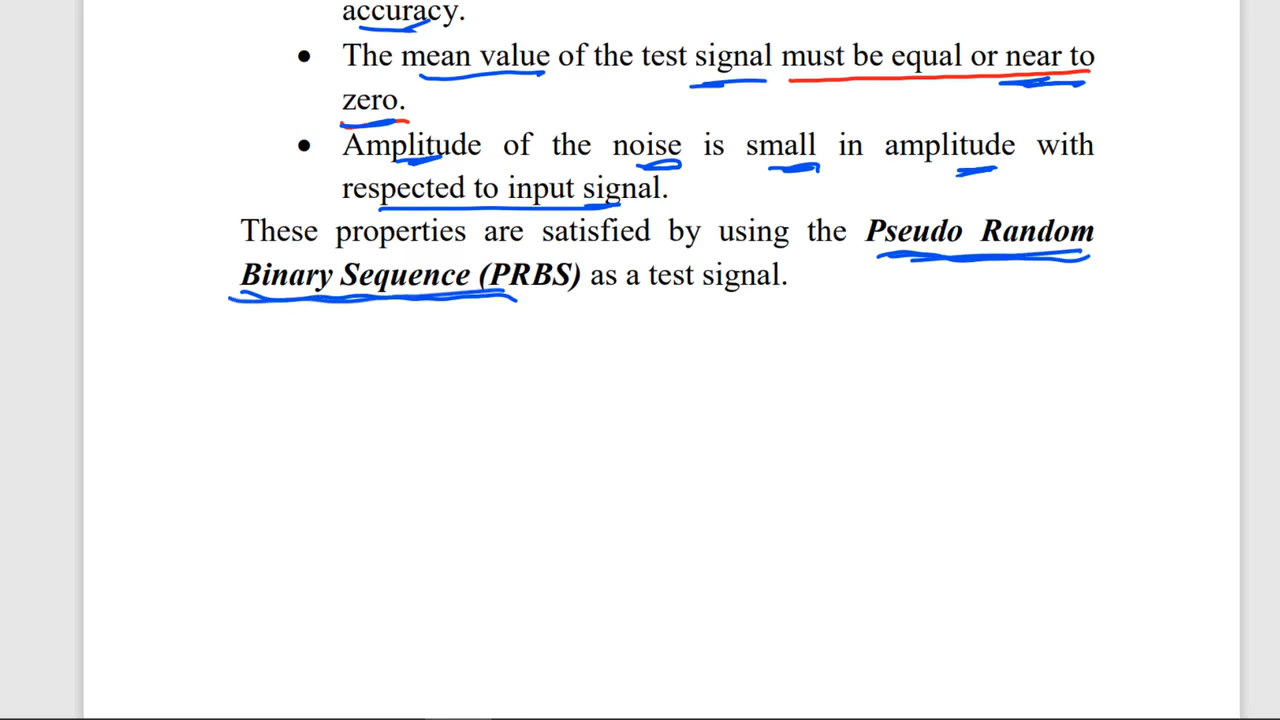 accuracy.
• The mean value of the test signal must be equal or near to
zero.
• Amplitude of the noise is small in amplitude with
respected to input signal.
These properties are satisfied by using the Pseudo Random
Binary Sequence (PRBS) as a test signal.